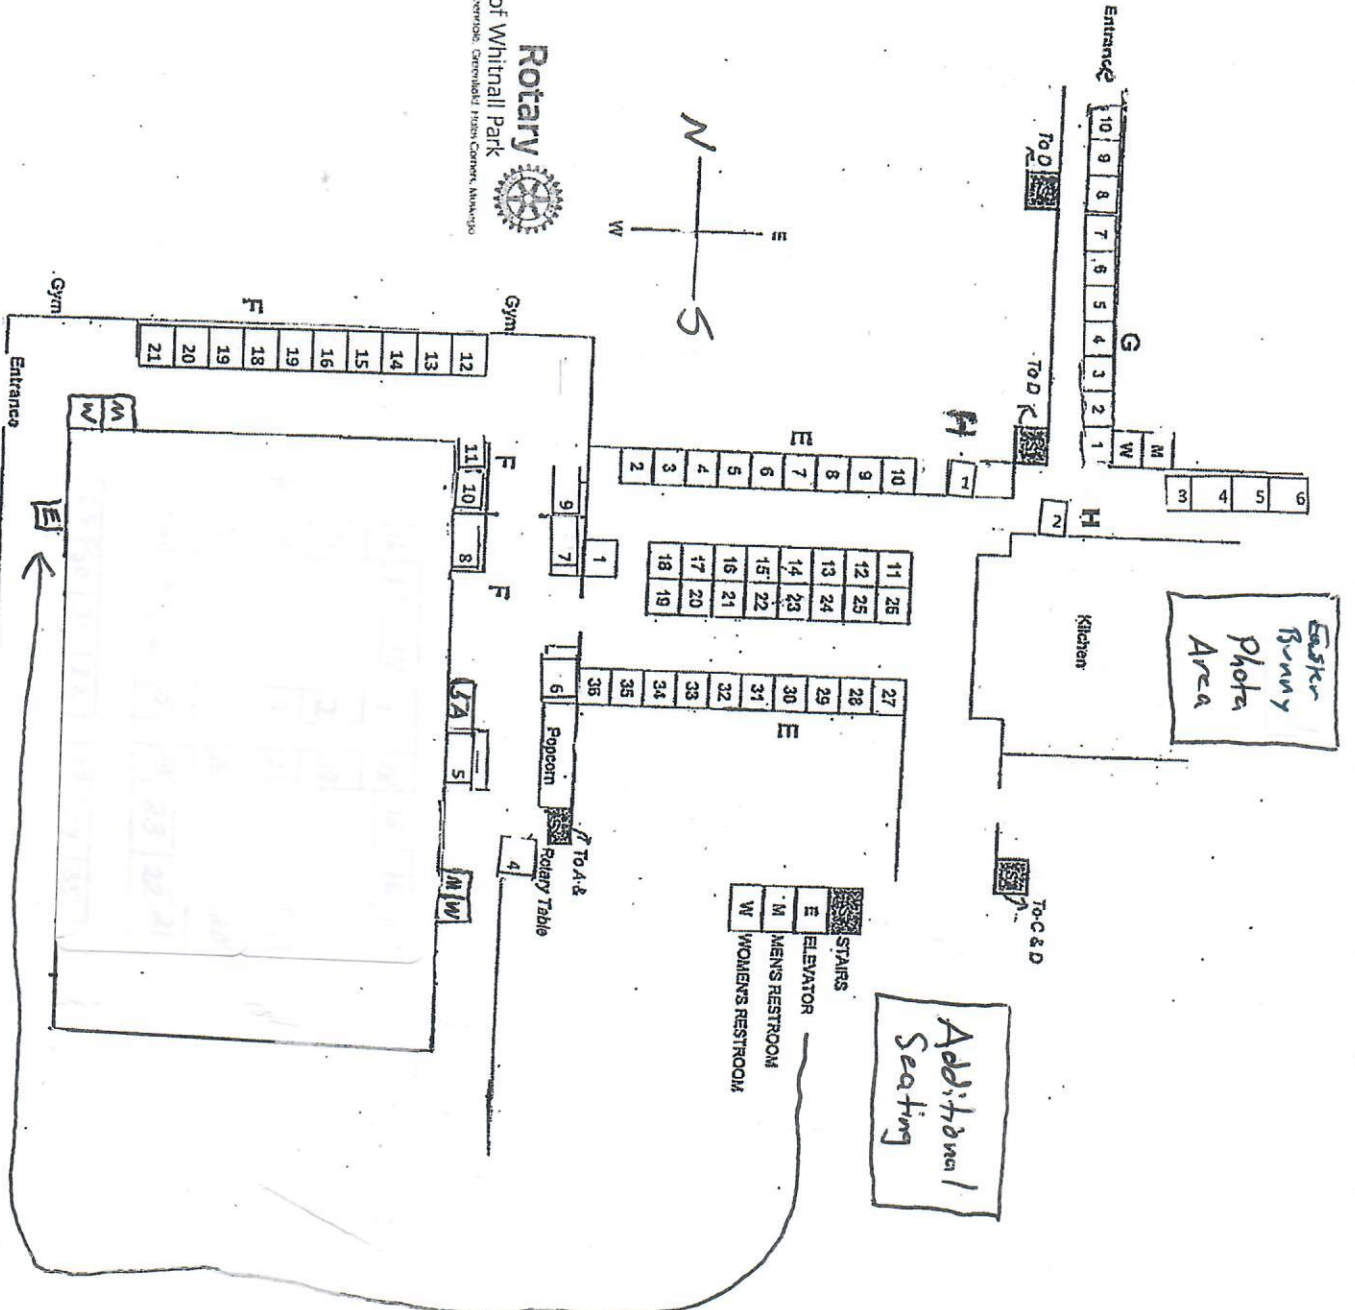 Entrance
10 9 8 7 6 5 4 3 2 1
G
W M
3 4 5 6
To D
To D
H
1
H
2
Kitchen
Easter
Bunny
Photo
Area
To C & D
Additional
Seating
Rotary
of Whitnall Park
Greenfield, Hales Corners, Muskego
N
E
W
S
E
2 3 4 5 6 7 8 9 10
18 17 16 15 14 13 12 11
19 20 21 22 23 24 25 26
36 35 34 33 32 31 30 29 28 27
E
1
STAIRS
E ELEVATOR
M MEN'S RESTROOM
W WOMEN'S RESTROOM
Gym
Gym
F
21 20 19 18 19 16 15 14 13 12
9 7
6 Popcorn
To A &
Rotary Table
4
11 10 8
F
F
5
M W
W M
Entrance
E